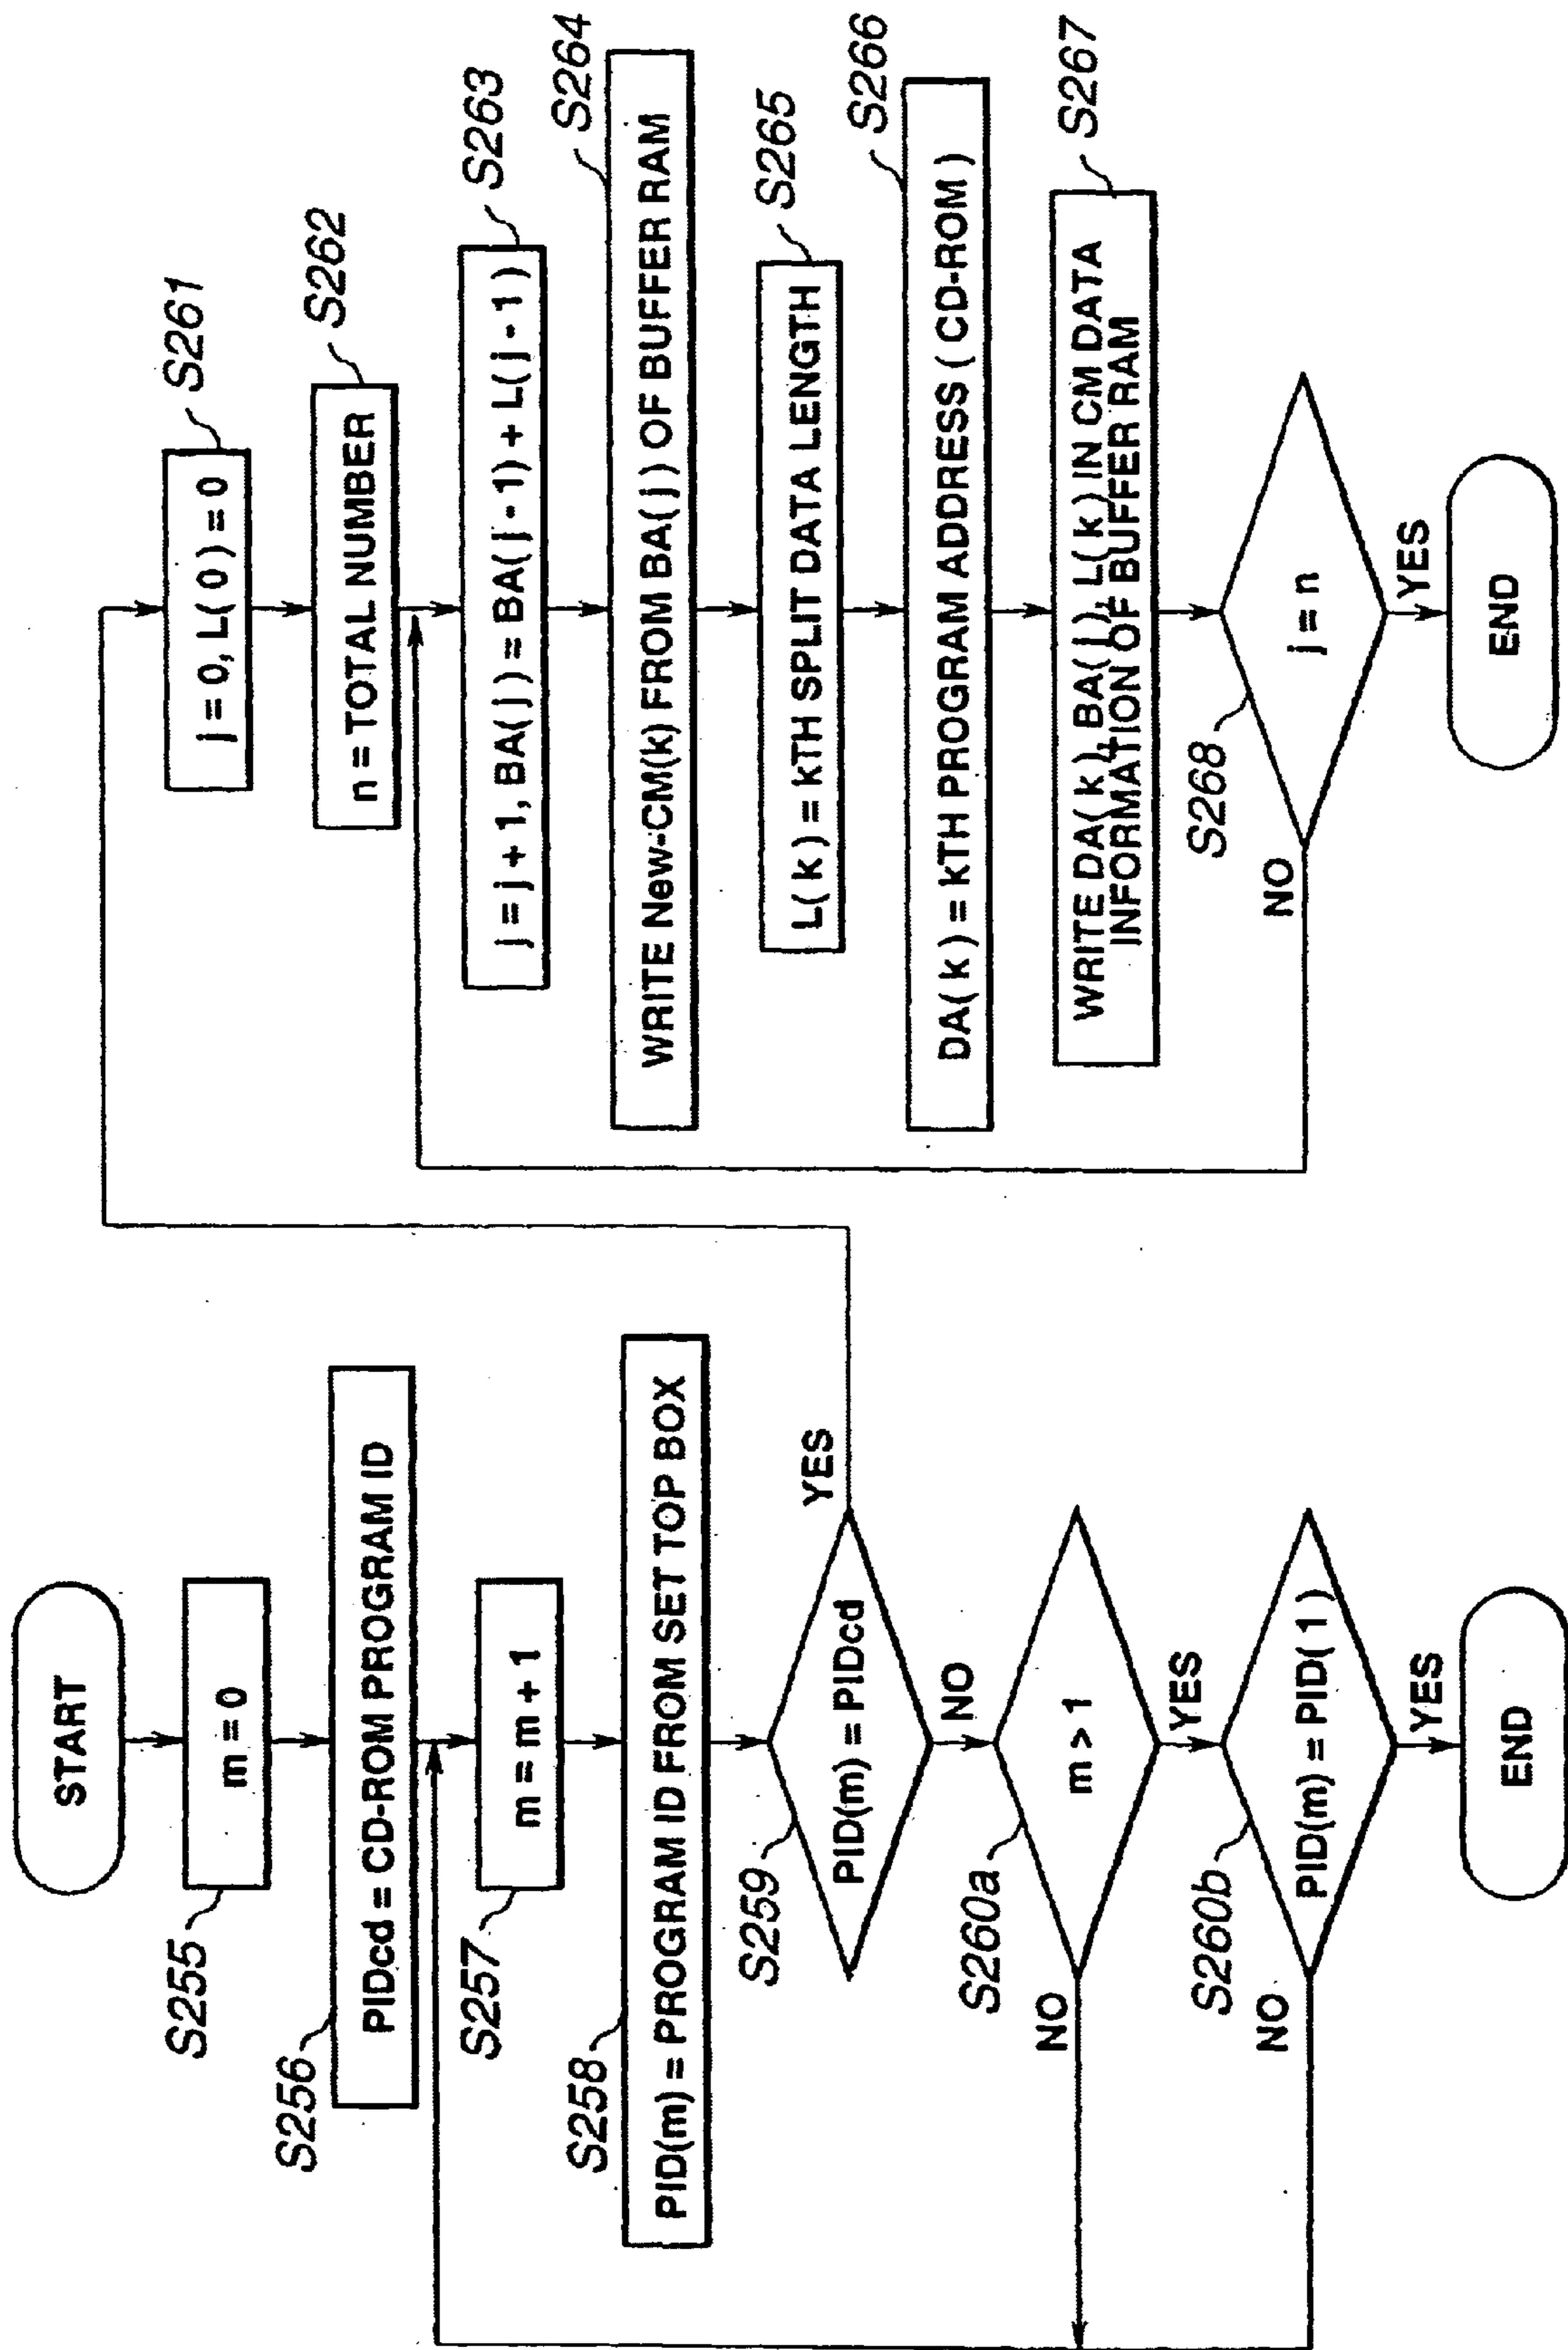 START
S255
m = 0
S256
PIDcd = CD-ROM PROGRAM ID
S257
m = m + 1
S258
PID(m) = PROGRAM ID FROM SET TOP BOX
S259
PID(m) = PIDcd
YES
NO
S260a
m > 1
NO
YES
S260b
PID(m) = PID( 1 )
NO
YES
END
S261
j = 0, L( 0 ) = 0
S262
n = TOTAL NUMBER
S263
j = j + 1, BA( j ) = BA( j - 1) + L( j - 1 )
S264
WRITE New-CM(k) FROM BA( j ) OF BUFFER RAM
S265
L( k ) = kTH SPLIT DATA LENGTH
S266
DA( k ) = kTH PROGRAM ADDRESS ( CD-ROM )
S267
WRITE DA( k ), BA( j ), L( k ) IN CM DATA
INFORMATION OF BUFFER RAM
S268
j = n
NO
YES
END